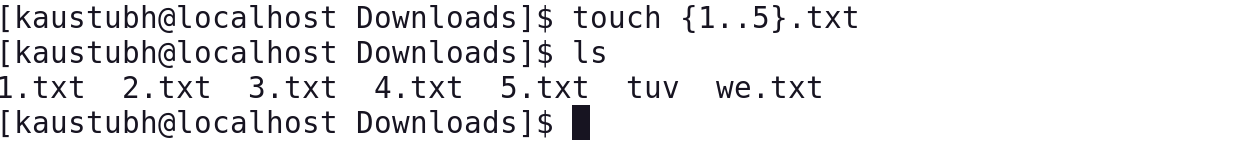 [kaustubh@localhost Downloads]$ touch {1..5}.txt
[kaustubh@localhost Downloads]$ ls
1.txt  2.txt  3.txt  4.txt  5.txt  tuv  we.txt
[kaustubh@localhost Downloads]$